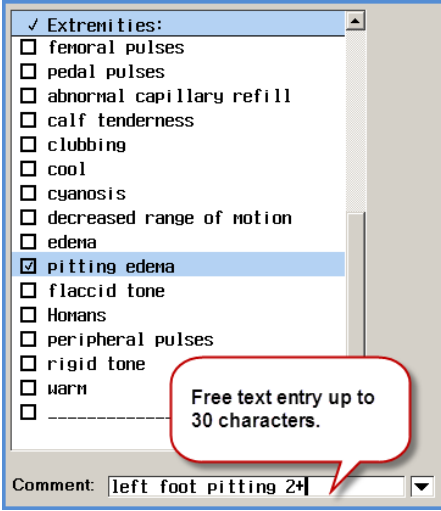 ✓ Extremities:
femoral pulses
pedal pulses
abnormal capillary refill
calf tenderness
clubbing
cool
cyanosis
decreased range of motion
edema
pitting edema
flaccid tone
Homans
peripheral pulses
rigid tone
warm
______________
Free text entry up to
30 characters.
Comment: left foot pitting 2+